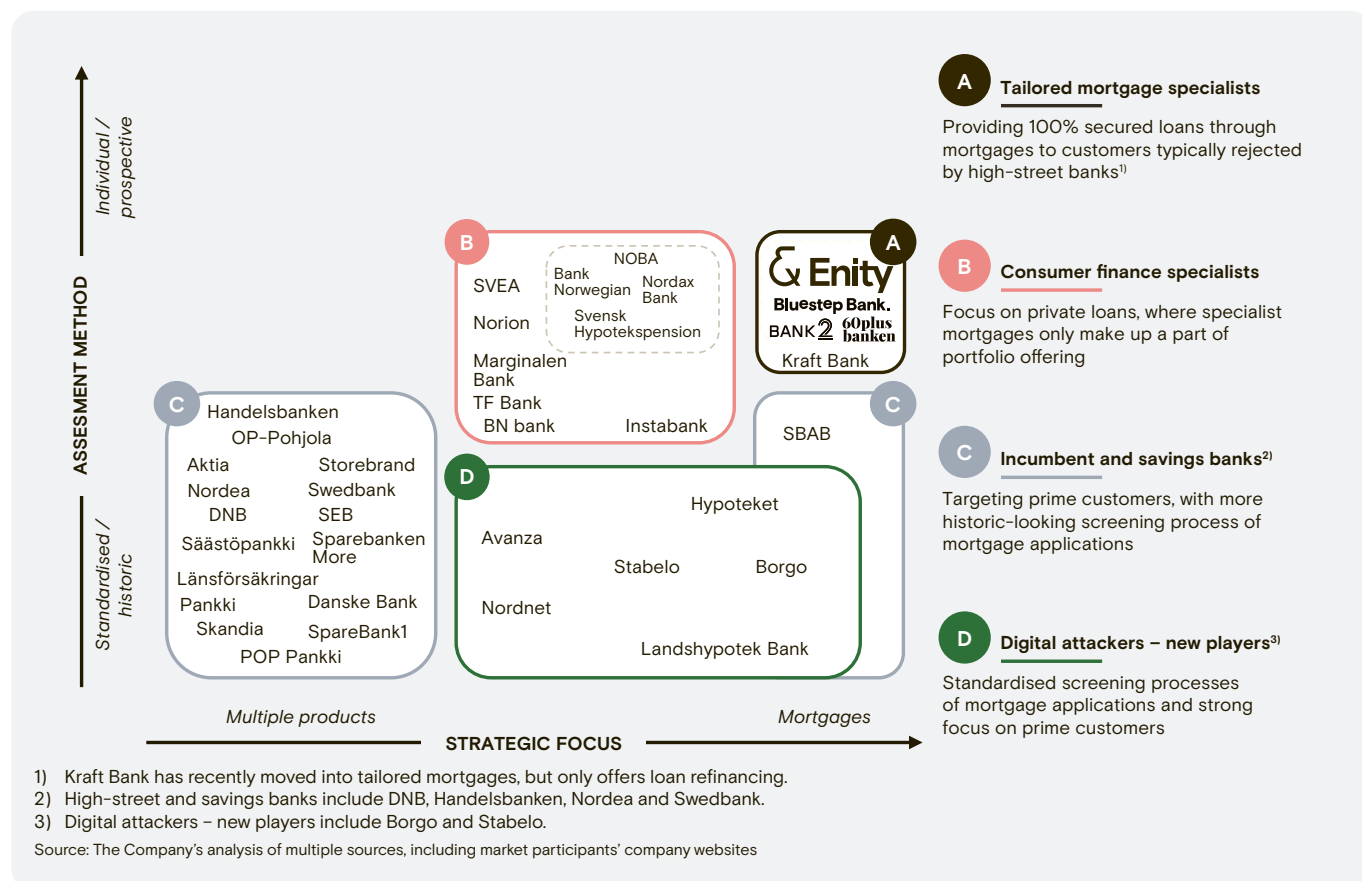 ASSESMENT METHOD
Individual /
prospective
Standardised /
historic
B
SVEA
Norion
Marginalen
Bank
TF Bank
BN bank
Instabank
NOBA
Bank
Norwegian
Nordax
Bank
Svensk
Hypotekspension
A
& Enity
Bluestep Bank.
BANK 2
60plus
banken
Kraft Bank
C
Handelsbanken
OP-Pohjola
Aktia
Storebrand
Nordea
Swedbank
DNB
SEB
Säästöpankki
Sparebanken
More
Länsförsäkringar
Pankki
Danske Bank
Skandia
SpareBank1
POP Pankki
C
SBAB
D
Hypoteket
Avanza
Stabelo
Borgo
Nordnet
Landshypotek Bank
Multiple products
Mortgages
STRATEGIC FOCUS
A
Tailored mortgage specialists
Providing 100% secured loans through
mortgages to customers typically rejected
by high-street banks1)
B
Consumer finance specialists
Focus on private loans, where specialist
mortgages only make up a part of
portfolio offering
C
Incumbent and savings banks2)
Targeting prime customers, with more
historic-looking screening process of
mortgage applications
D
Digital attackers – new players3)
Standardised screening processes
of mortgage applications and strong
focus on prime customers
1) Kraft Bank has recently moved into tailored mortgages, but only offers loan refinancing.
2) High-street and savings banks include DNB, Handelsbanken, Nordea and Swedbank.
3) Digital attackers – new players include Borgo and Stabelo.
Source: The Company's analysis of multiple sources, including market participants' company websites